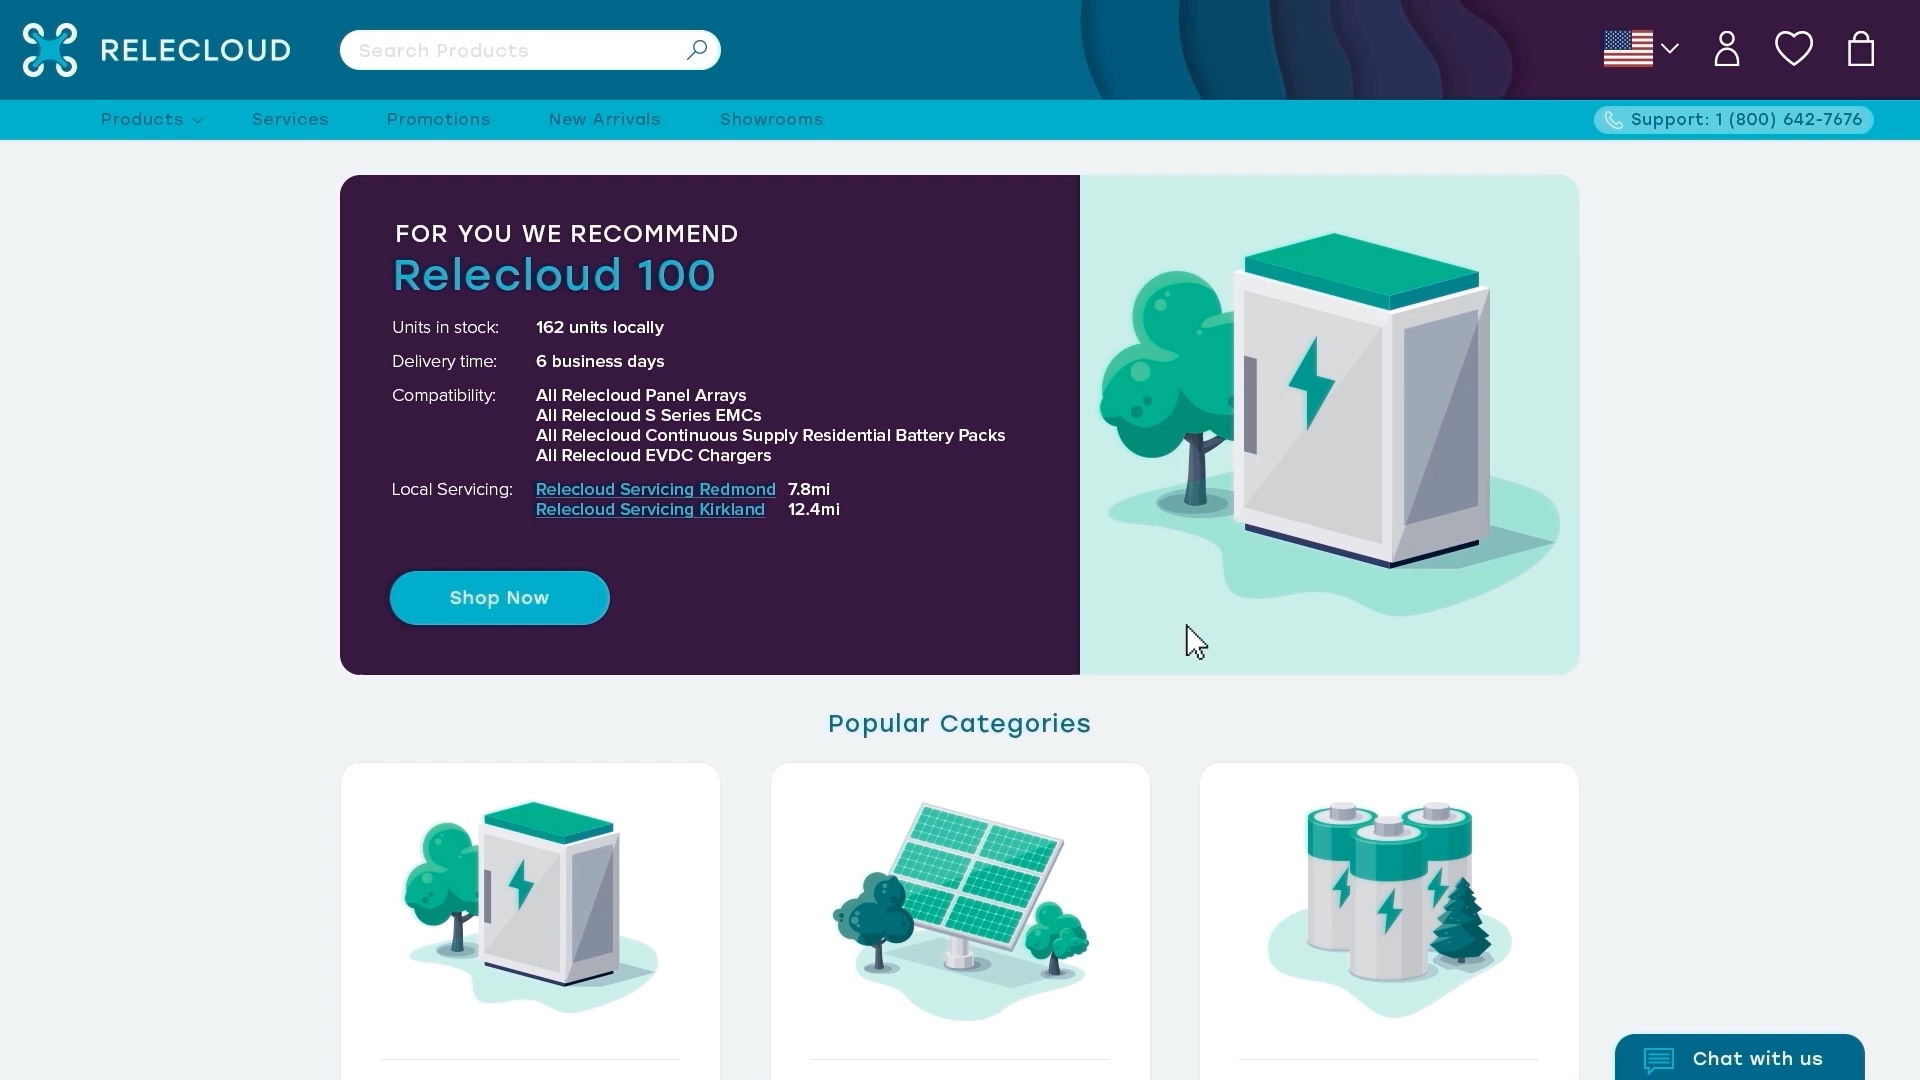 RELECLOUD
Search Products
Products
Services
Promotions
New Arrivals
Showrooms
Support: 1 (800) 642-7676
FOR YOU WE RECOMMEND
Relecloud 100
Units in stock: 162 units locally
Delivery time: 6 business days
Compatibility: All Relecloud Panel Arrays
All Relecloud S Series EMCs
All Relecloud Continuous Supply Residential Battery Packs
All Relecloud EVDC Chargers
Local Servicing: Relecloud Servicing Redmond 7.8mi
Relecloud Servicing Kirkland 12.4mi
Shop Now
Popular Categories
Chat with us